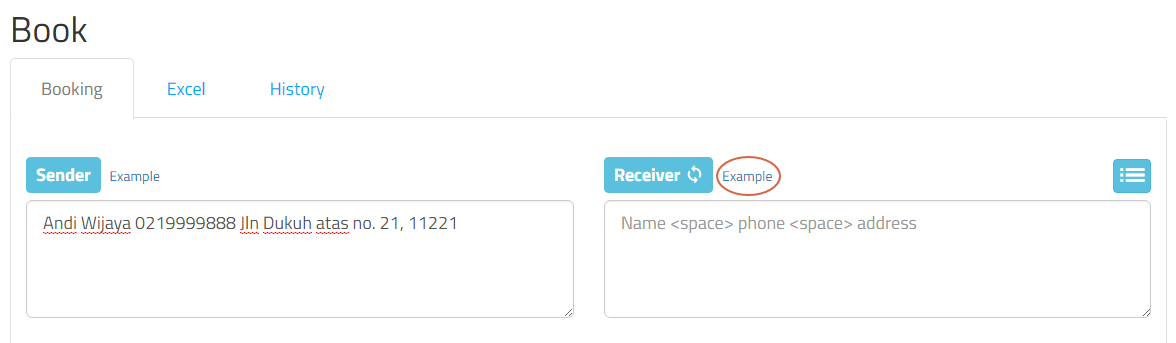 Book
Booking Excel History
Sender Example
Andi Wijaya 0219999888 Jln Dukuh atas no. 21, 11221
Receiver Example
Name <space> phone <space> address